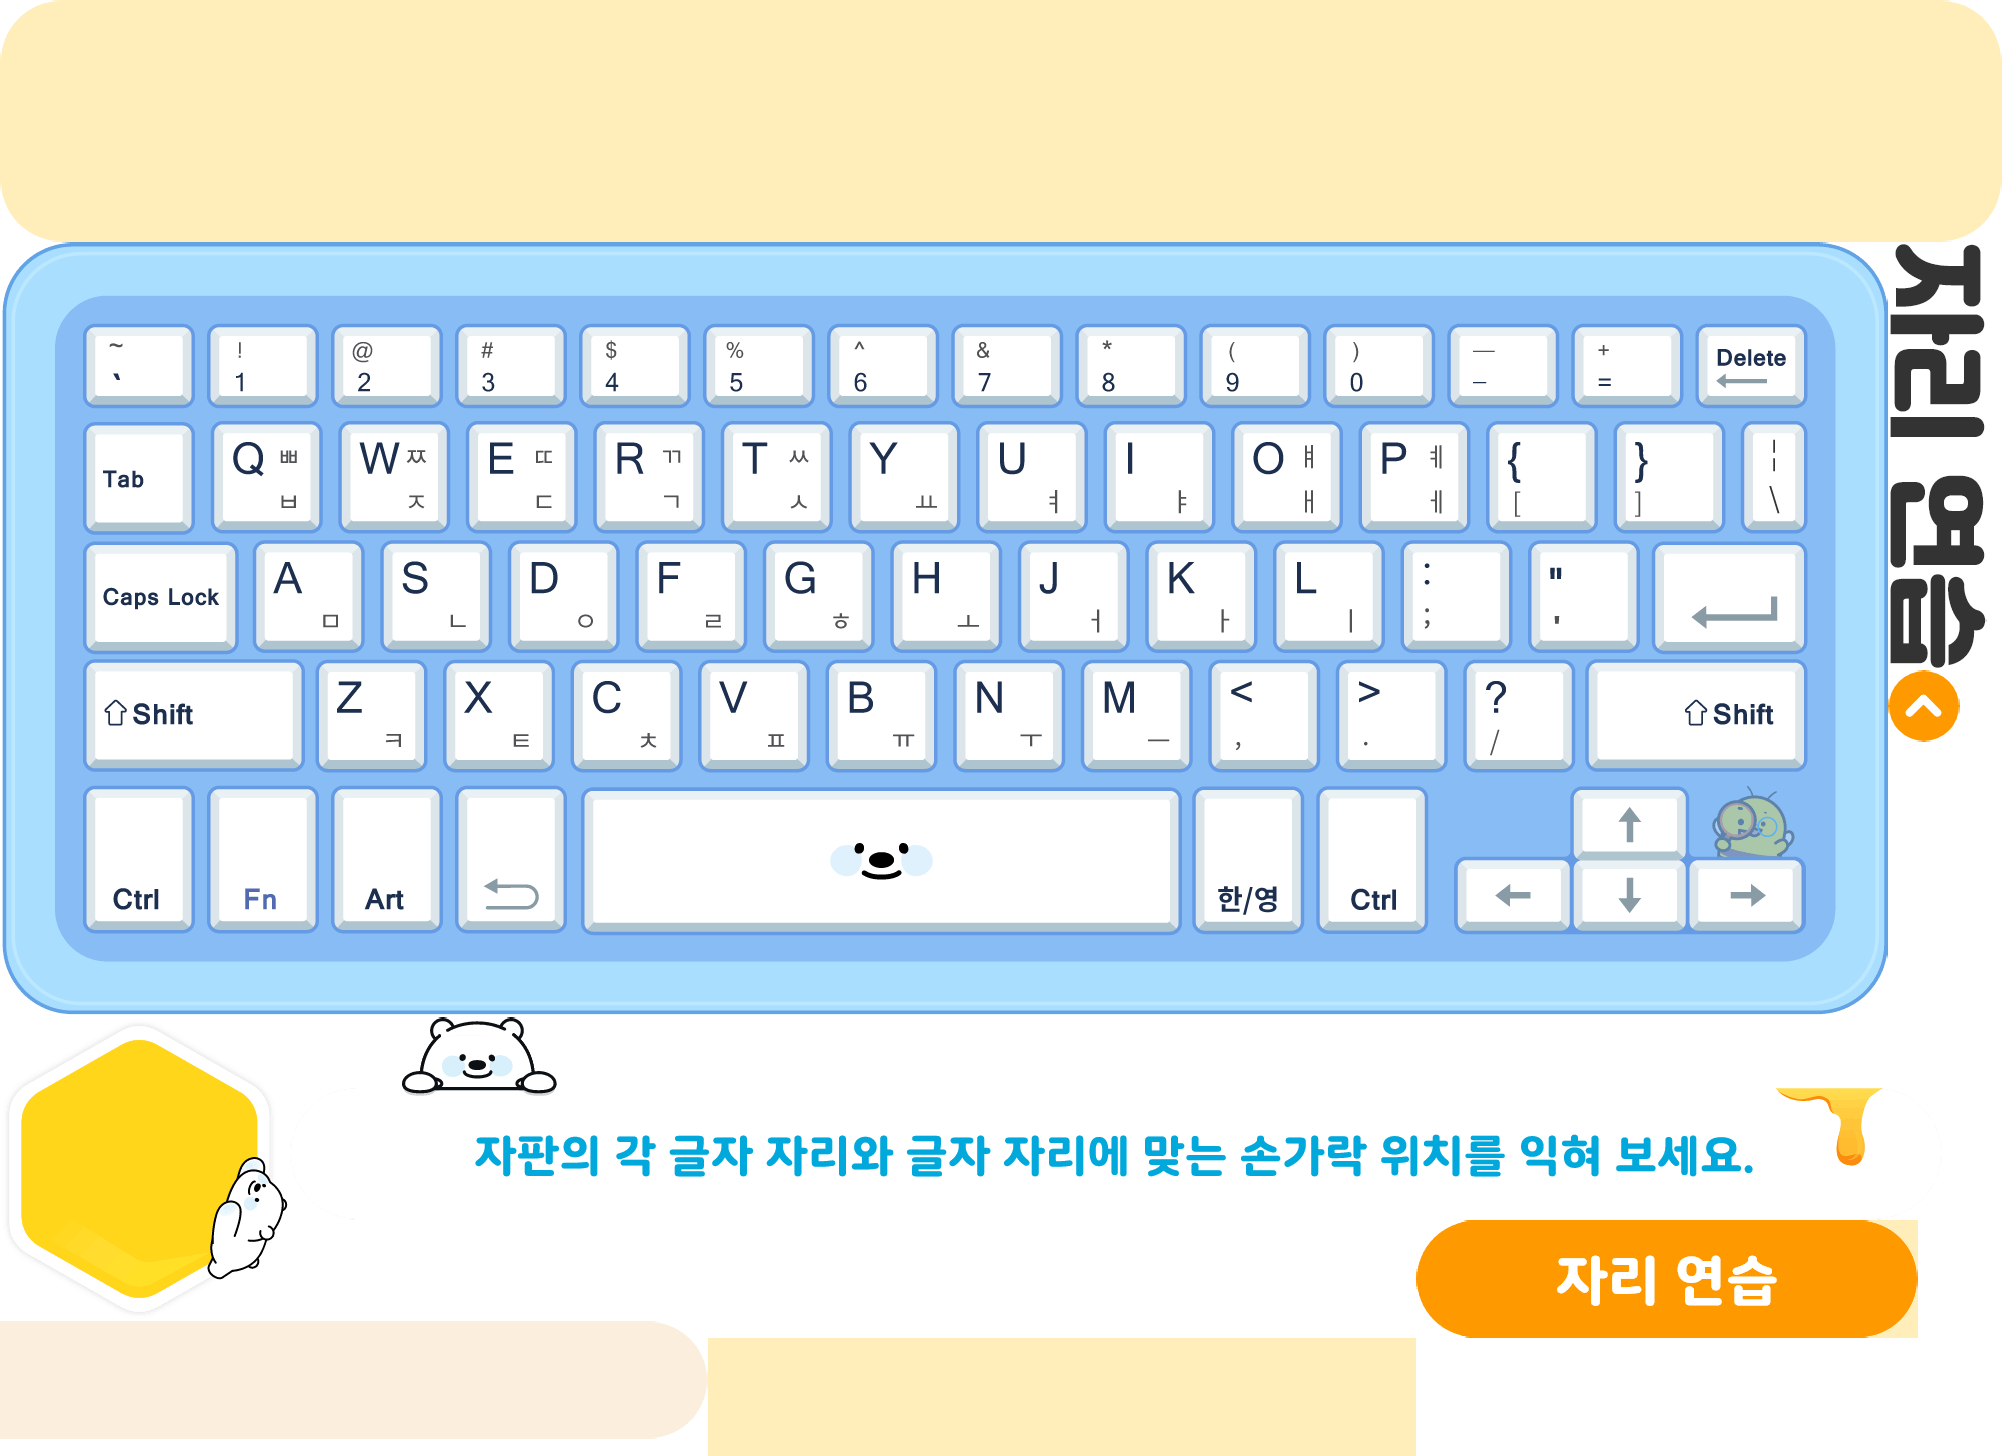 ~ ! @ # $ % ^ & * ( ) — +
` 1 2 3 4 5 6 7 8 9 0 – = Delete
Tab Q ㅃ W ㅉ E ㄸ R ㄲ T ㅆ Y U I O ㅒ P ㅖ { } ¦
ㅂ ㅈ ㄷ ㄱ ㅅ ㅛ ㅕ ㅑ ㅐ ㅔ [ ] \
Caps Lock A S D F G H J K L : "
ㅁ ㄴ ㅇ ㄹ ㅎ ㅗ ㅓ ㅏ ㅣ ; '
Shift Z X C V B N M < > ? Shift
ㅋ ㅌ ㅊ ㅍ ㅠ ㅜ ㅡ , . /
Ctrl Fn Art 한/영 Ctrl
자리 연습
자판의 각 글자 자리와 글자 자리에 맞는 손가락 위치를 익혀 보세요.
자리 연습